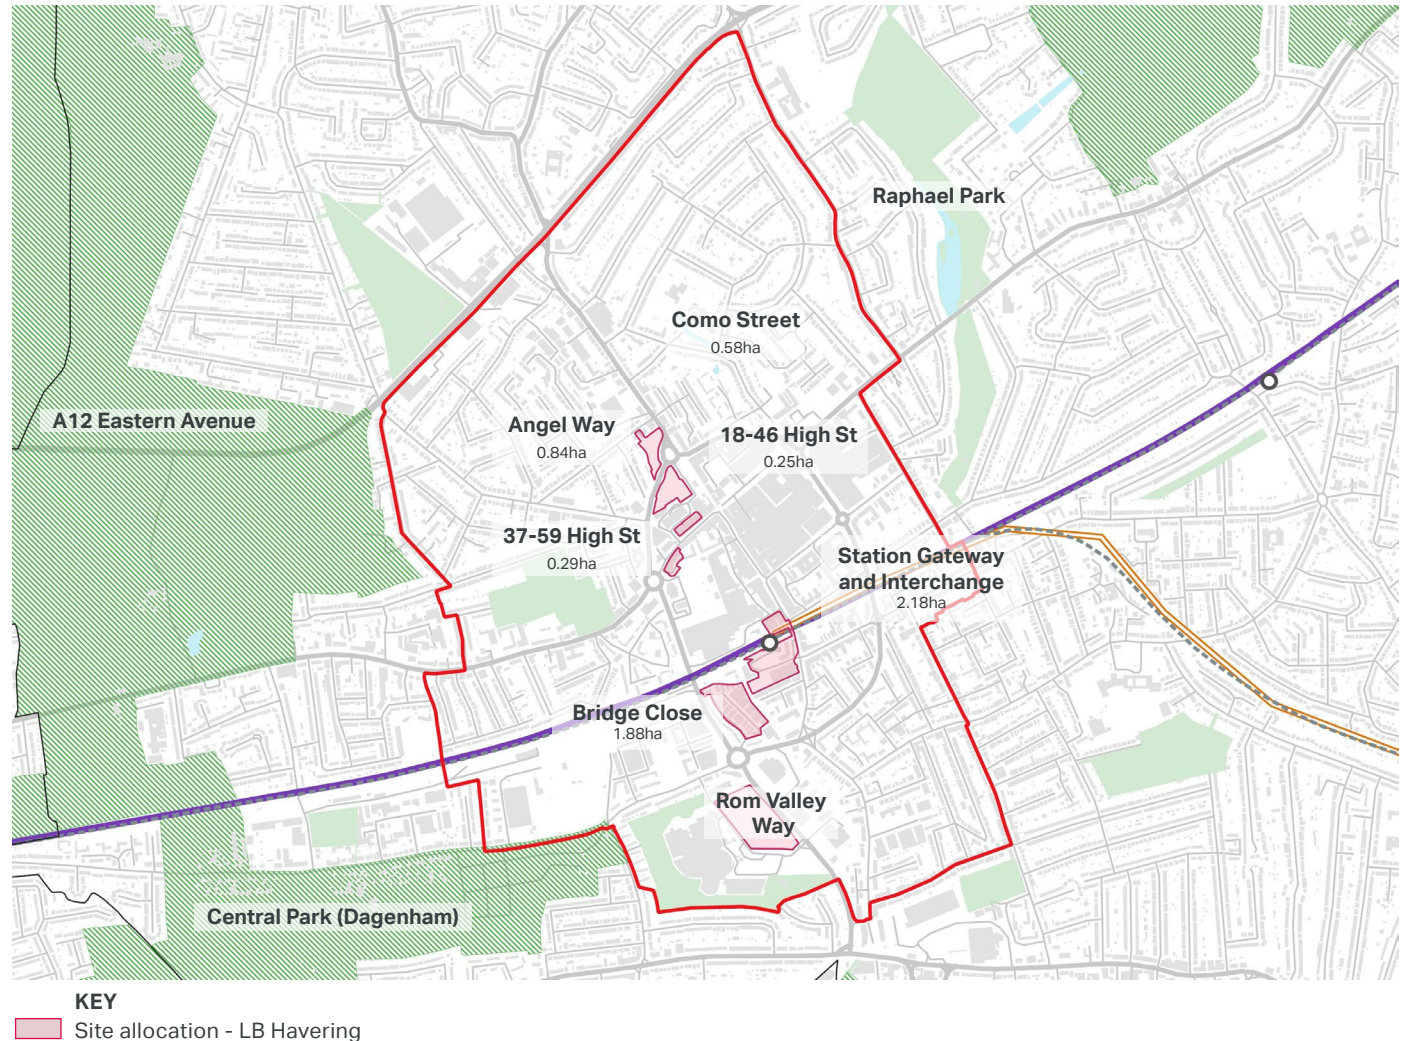 Raphael Park
Como Street
0.58ha
A12 Eastern Avenue
Angel Way
0.84ha
18-46 High St
0.25ha
37-59 High St
0.29ha
Station Gateway
and Interchange
2.18ha
Bridge Close
1.88ha
Rom Valley
Way
Central Park (Dagenham)
KEY
Site allocation - LB Havering